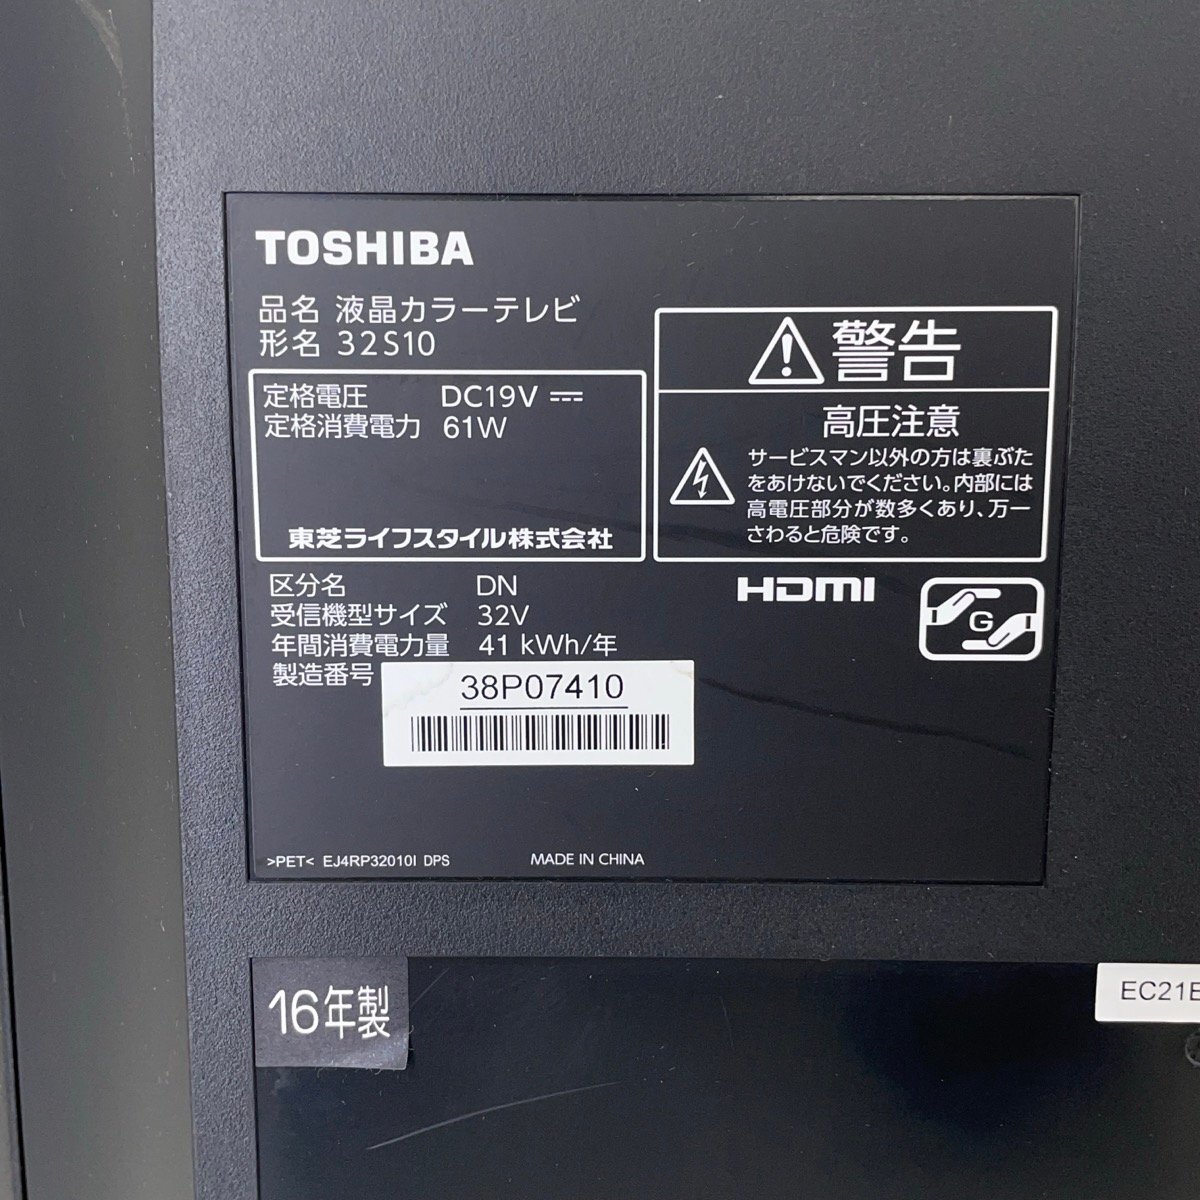 TOSHIBA
品名 液晶カラーテレビ
形名 32S10
定格電圧 DC19V
定格消費電力 61W
東芝ライフスタイル株式会社
警告
高圧注意
サービスマン以外の方は裏ぶた
をあけないでください。内部には
高電圧部分が数多くあり、万一
さわると危険です。
区分名 DN
受信機型サイズ 32V
年間消費電力量 41 kWh/年
製造番号 38P07410
HDMI
G
>PET< EJ4RP32010I DPS
MADE IN CHINA
16年製
EC21E